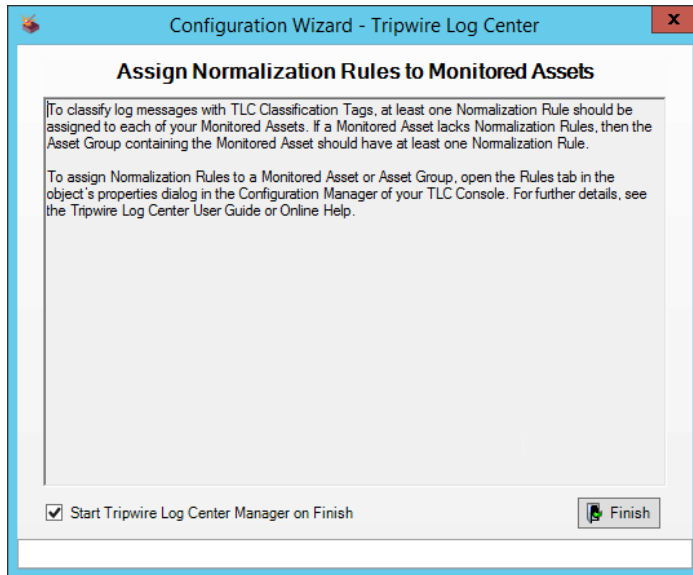 Configuration Wizard - Tripwire Log Center
x
Assign Normalization Rules to Monitored Assets
To classify log messages with TLC Classification Tags, at least one Normalization Rule should be
assigned to each of your Monitored Assets. If a Monitored Asset lacks Normalization Rules, then the
Asset Group containing the Monitored Asset should have at least one Normalization Rule.
To assign Normalization Rules to a Monitored Asset or Asset Group, open the Rules tab in the
object's properties dialog in the Configuration Manager of your TLC Console. For further details, see
the Tripwire Log Center User Guide or Online Help.
Start Tripwire Log Center Manager on Finish
Finish